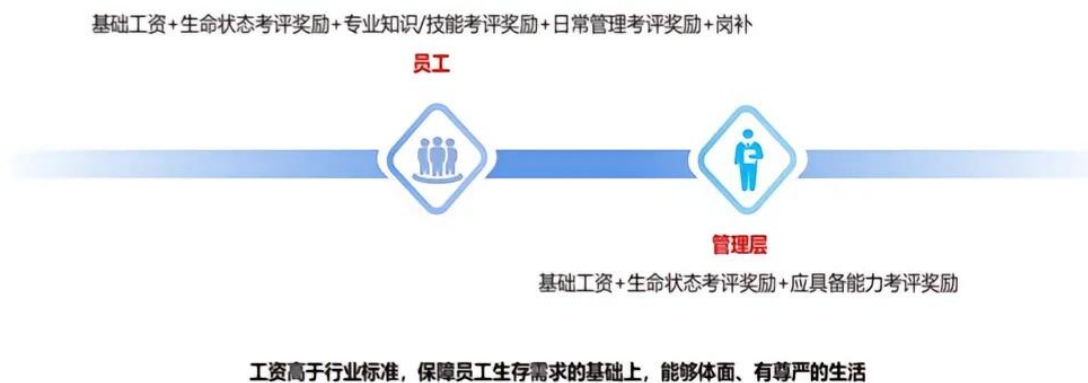 基础工资+生命状态考评奖励+专业知识/技能考评奖励+日常管理考评奖励+岗补
员工
管理层
基础工资+生命状态考评奖励+应具备能力考评奖励
工资高于行业标准，保障员工生存需求的基础上，能够体面、有尊严的生活